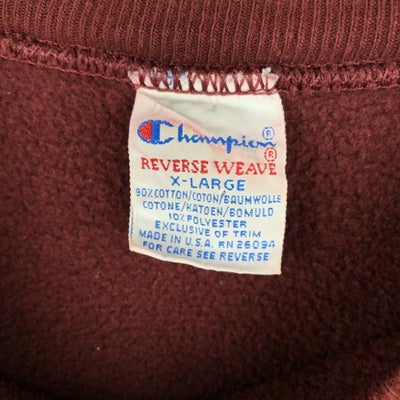 Champion®
REVERSE WEAVE®
X-LARGE
90% COTTON/COTON/BAUMWOLLE
COTONE/KATOEN/BOMULD
10% POLYESTER
EXCLUSIVE OF TRIM
MADE IN U.S.A. RN 26094
FOR CARE SEE REVERSE